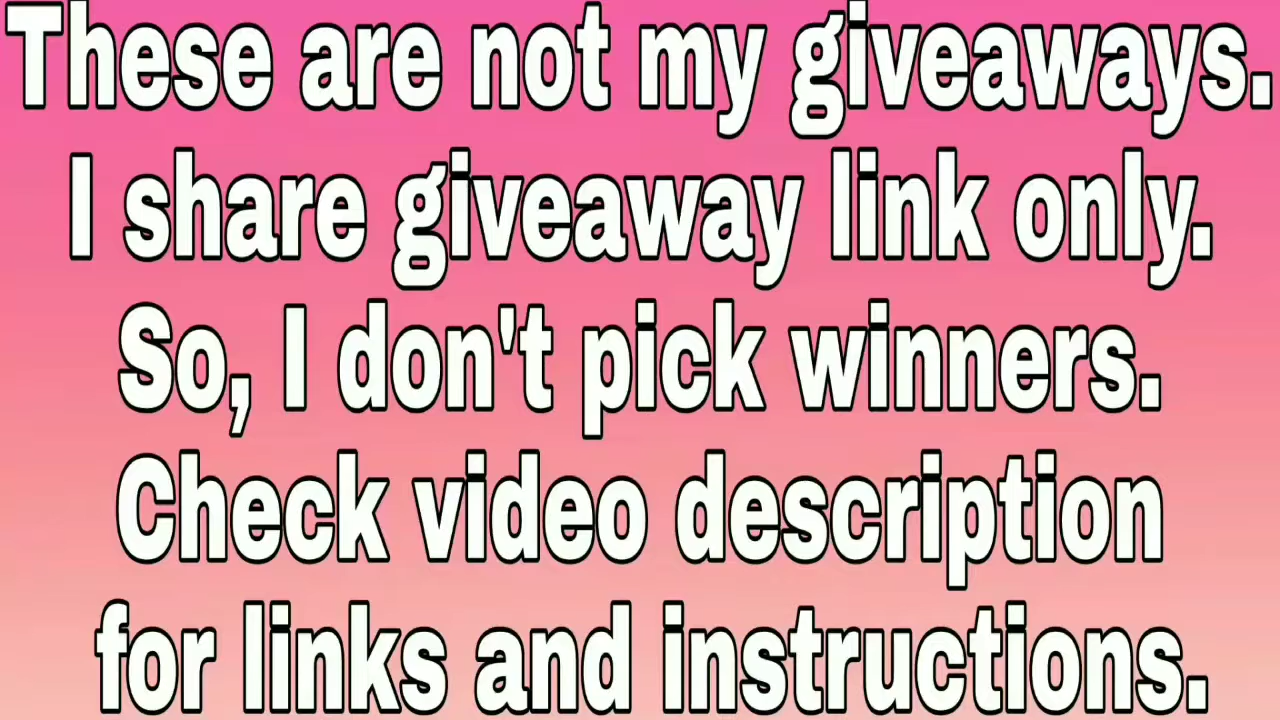 These are not my giveaways.
I share giveaway link only.
So, I don't pick winners.
Check video description
for links and instructions.